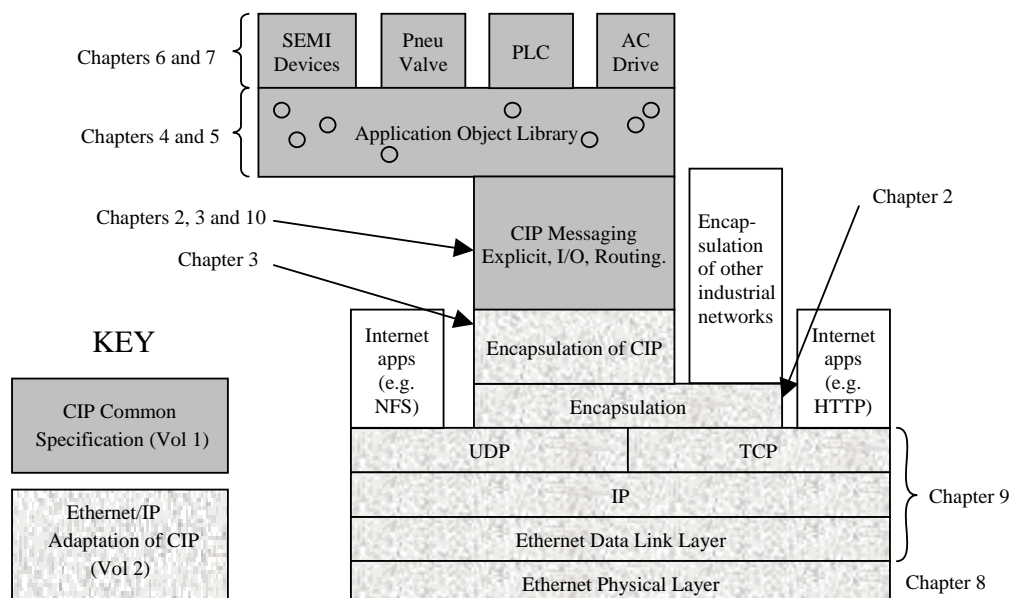 Chapters 6 and 7
SEMI
Devices
Pneu
Valve
PLC
AC
Drive
Chapters 4 and 5
Application Object Library
Chapters 2, 3 and 10
CIP Messaging
Explicit, I/O, Routing.
Encap-
sulation
of other
industrial
networks
Chapter 2
Chapter 3
KEY
CIP Common
Specification (Vol 1)
Ethernet/IP
Adaptation of CIP
(Vol 2)
Internet
apps
(e.g.
NFS)
Encapsulation of CIP
Internet
apps
(e.g.
HTTP)
Encapsulation
UDP
TCP
IP
Ethernet Data Link Layer
Chapter 9
Ethernet Physical Layer
Chapter 8